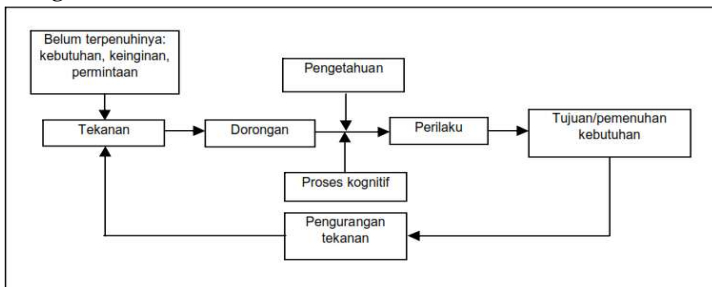 Belum terpenuhinya:
kebutuhan, keinginan,
permintaan
Pengetahuan
Tekanan
Dorongan
Perilaku
Tujuan/pemenuhan
kebutuhan
Proses kognitif
Pengurangan
tekanan